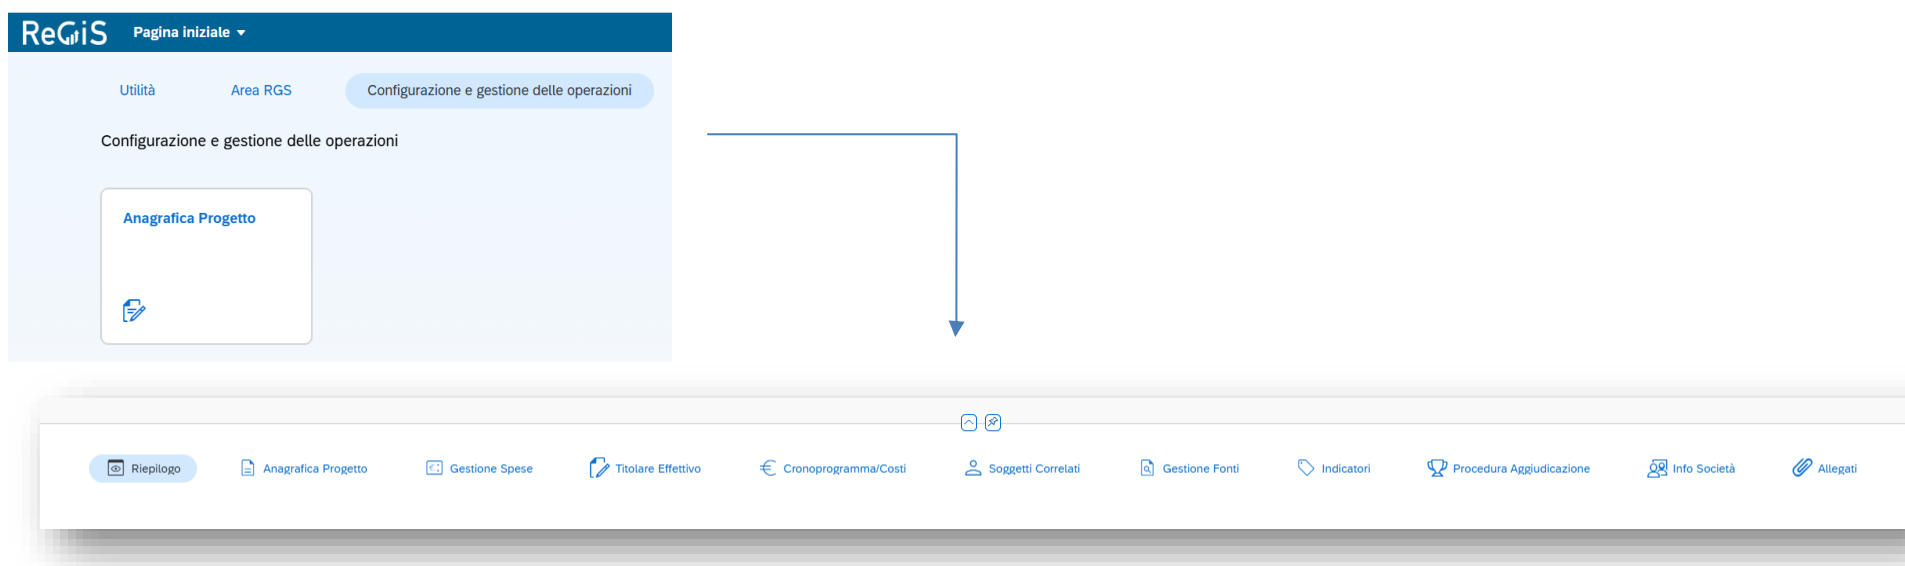 ReGiS Pagina iniziale
Utilità Area RGS Configurazione e gestione delle operazioni
Configurazione e gestione delle operazioni
Anagrafica Progetto
Riepilogo Anagrafica Progetto Gestione Spese Titolare Effettivo Cronoprogramma/Costi Soggetti Correlati Gestione Fonti Indicatori Procedura Aggiudicazione Info Società Allegati